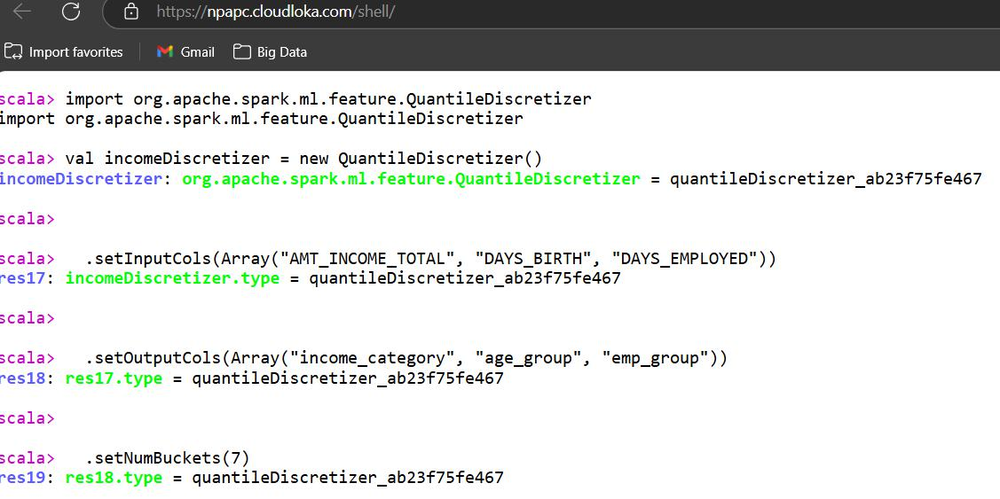 https://npapc.cloudloka.com/shell/
Import favorites Gmail Big Data
scala> import org.apache.spark.ml.feature.QuantileDiscretizer
import org.apache.spark.ml.feature.QuantileDiscretizer
scala> val incomeDiscretizer = new QuantileDiscretizer()
incomeDiscretizer: org.apache.spark.ml.feature.QuantileDiscretizer = quantileDiscretizer_ab23f75fe467
scala>
scala>   .setInputCols(Array("AMT_INCOME_TOTAL", "DAYS_BIRTH", "DAYS_EMPLOYED"))
res17: incomeDiscretizer.type = quantileDiscretizer_ab23f75fe467
scala>
scala>   .setOutputCols(Array("income_category", "age_group", "emp_group"))
res18: res17.type = quantileDiscretizer_ab23f75fe467
scala>
scala>   .setNumBuckets(7)
res19: res18.type = quantileDiscretizer_ab23f75fe467